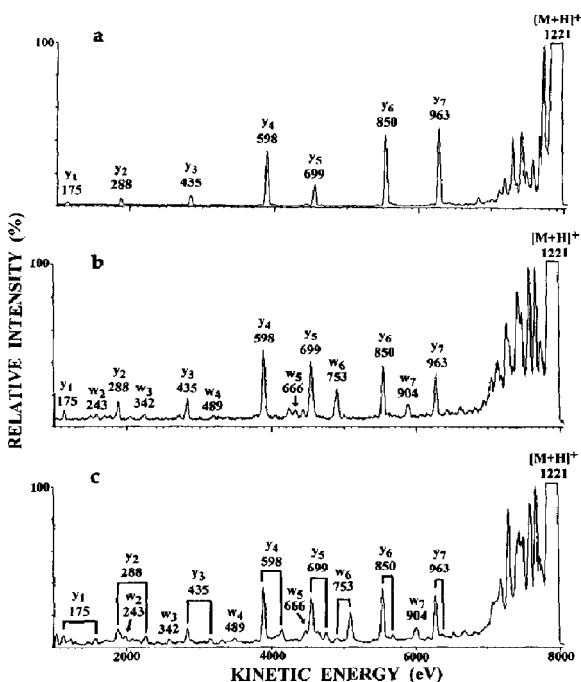 RELATIVE INTENSITY (%)
100
a
(M+H)+
1221
y1
175
y2
288
y3
435
y4
598
y5
699
y6
850
y7
963
100
b
[M+H]+
1221
y1
175
w2
243
y2
288
w3
342
y3
435
w4
489
y4
598
w5
666
y5
699
w6
753
y6
850
w7
904
y7
963
100
c
[M+H]+
1221
y1
175
y2
288
w2
243
w3
342
y3
435
w4
489
y4
598
w5
666
y5
699
w6
753
y6
850
w7
904
y7
963
2000
4000
6000
8000
KINETIC ENERGY (eV)